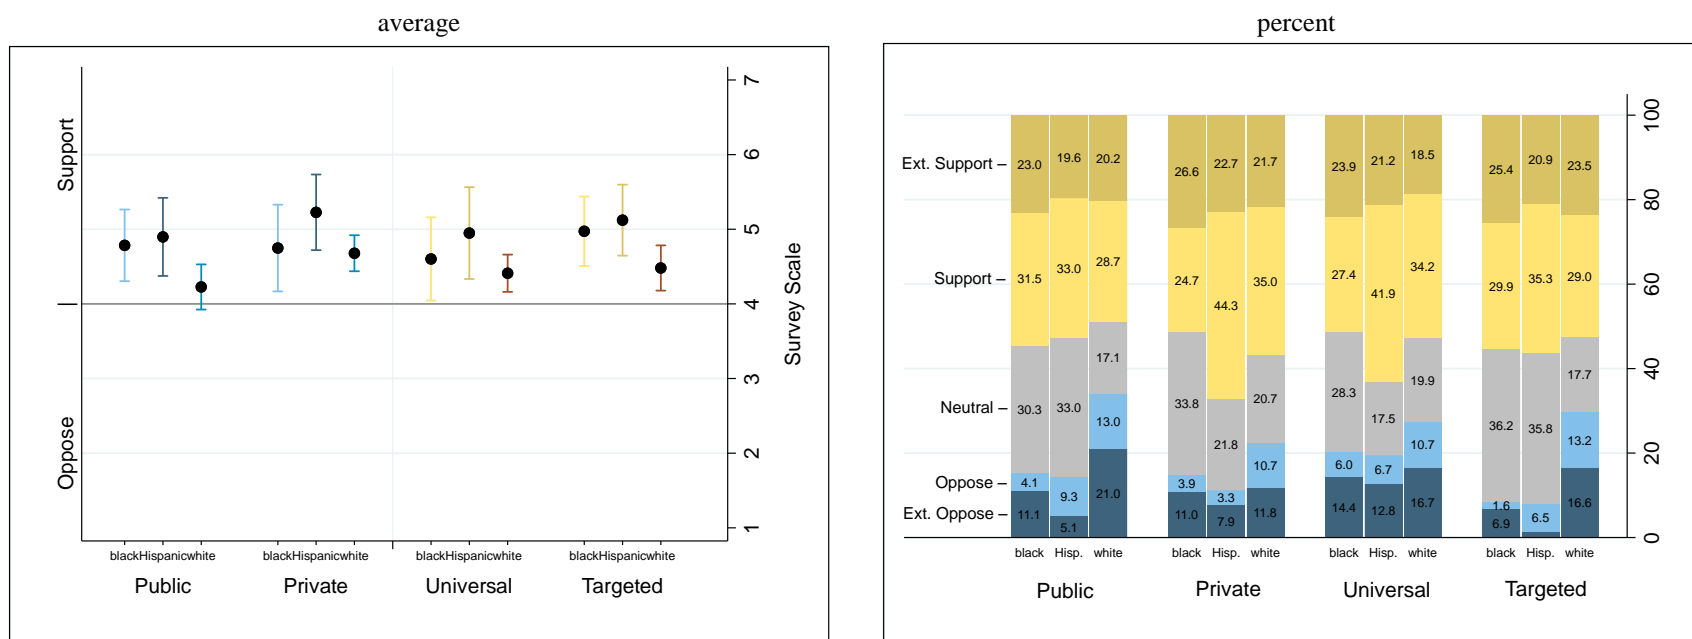 average
percent
Support
Oppose
7
6
5
4
3
2
1
Survey Scale
blackHispanicwhite
blackHispanicwhite
blackHispanicwhite
blackHispanicwhite
Public
Private
Universal
Targeted
Ext. Support
Support
Neutral
Oppose
Ext. Oppose
23.0 19.6 20.2
31.5 33.0 28.7
30.3 33.0 17.1
4.1 9.3 13.0
11.1 5.1 21.0
26.6 22.7 21.7
24.7 44.3 35.0
33.8 21.8 20.7
3.9 3.3 10.7
11.0 7.9 11.8
23.9 21.2 18.5
27.4 41.9 34.2
28.3 17.5 19.9
6.0 6.7 10.7
14.4 12.8 16.7
25.4 20.9 23.5
29.9 35.3 29.0
36.2 35.8 17.7
1.6 6.5 13.2
6.9 16.6
100
80
60
40
20
0
black Hisp. white
black Hisp. white
black Hisp. white
black Hisp. white
Public
Private
Universal
Targeted